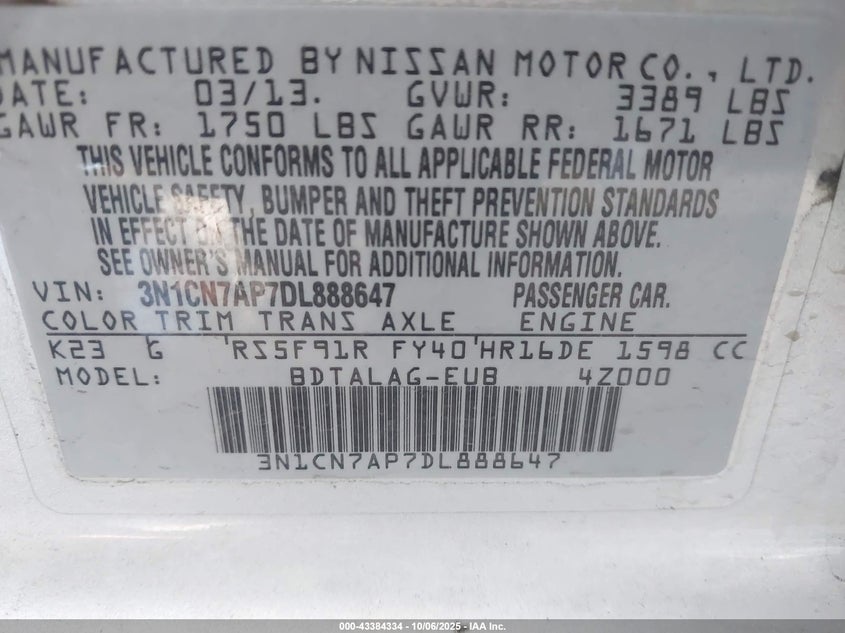 MANUFACTURED BY NISSAN MOTOR CO., LTD.
DATE: 03/13. GVWR: 3389 LBS
GAWR FR: 1750 LBS GAWR RR: 1671 LBS
THIS VEHICLE CONFORMS TO ALL APPLICABLE FEDERAL MOTOR
VEHICLE SAFETY, BUMPER AND THEFT PREVENTION STANDARDS
IN EFFECT ON THE DATE OF MANUFACTURE SHOWN ABOVE.
SEE OWNER'S MANUAL FOR ADDITIONAL INFORMATION
VIN: 3N1CN7AP7DL888647 PASSENGER CAR.
COLOR TRIM TRANS AXLE ENGINE
K23 G 'RS5F91R FY40'HR16DE 1598 CC
MODEL: BDTALAG-EUB 4Z000
3N1CN7AP7DL888647
000-43384334 - 10/06/2025 - IAA Inc.